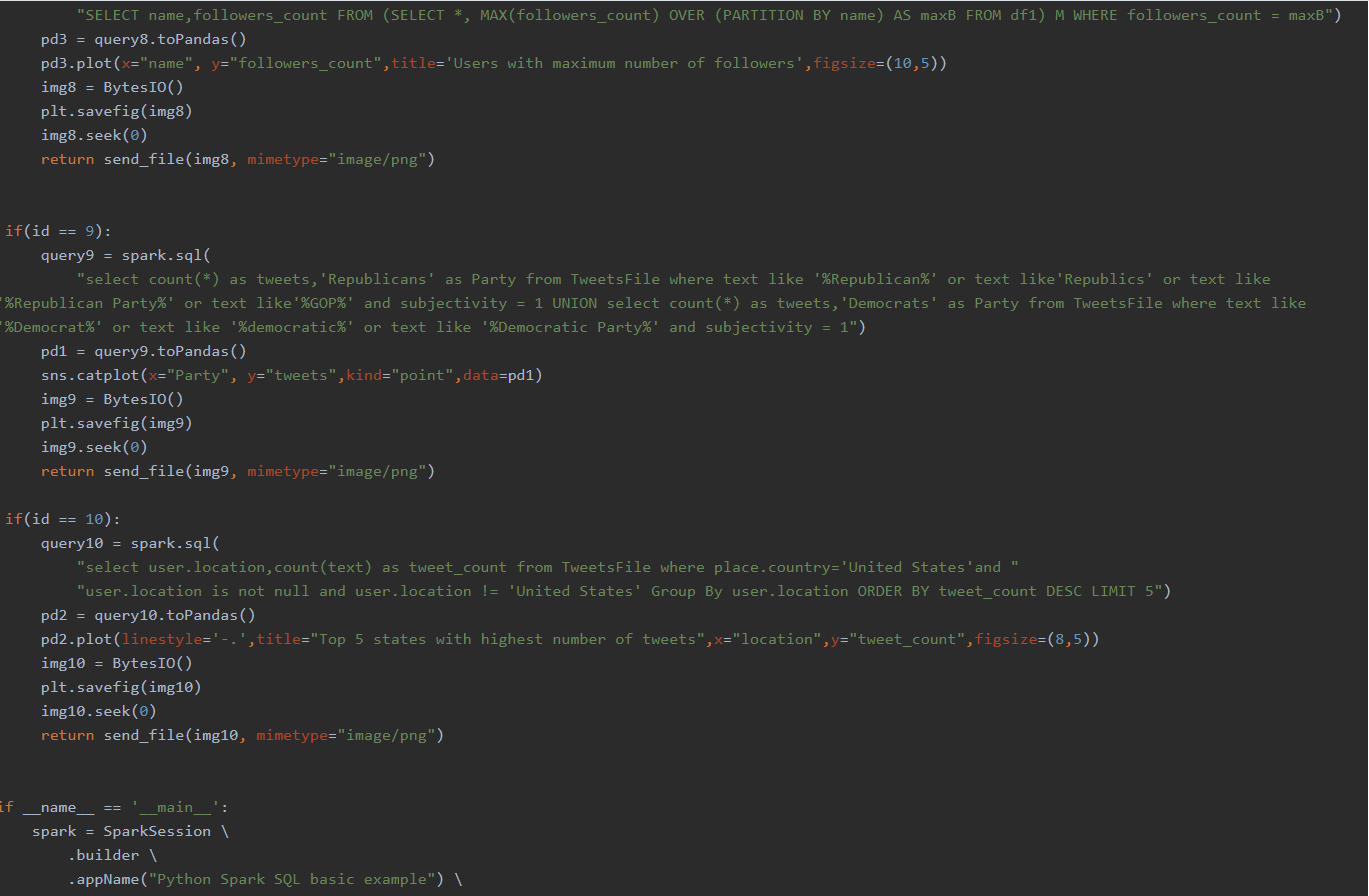 "SELECT name,followers_count FROM (SELECT *, MAX(followers_count) OVER (PARTITION BY name) AS maxB FROM df1) M WHERE followers_count = maxB")
pd3 = query8.toPandas()
pd3.plot(x="name", y="followers_count",title='Users with maximum number of followers',figsize=(10,5))
img8 = BytesIO()
plt.savefig(img8)
img8.seek(0)
return send_file(img8, mimetype="image/png")
if(id == 9):
query9 = spark.sql(
"select count(*) as tweets,'Republicans' as Party from TweetsFile where text like '%Republican%' or text like'Republics' or text like
'%Republican Party%' or text like'%GOP%' and subjectivity = 1 UNION select count(*) as tweets,'Democrats' as Party from TweetsFile where text like
'%Democrat%' or text like '%democratic%' or text like '%Democratic Party%' and subjectivity = 1")
pd1 = query9.toPandas()
sns.catplot(x="Party", y="tweets",kind="point",data=pd1)
img9 = BytesIO()
plt.savefig(img9)
img9.seek(0)
return send_file(img9, mimetype="image/png")
if(id == 10):
query10 = spark.sql(
"select user.location,count(text) as tweet_count from TweetsFile where place.country='United States'and "
"user.location is not null and user.location != 'United States' Group By user.location ORDER BY tweet_count DESC LIMIT 5")
pd2 = query10.toPandas()
pd2.plot(linestyle='-.',title="Top 5 states with highest number of tweets",x="location",y="tweet_count",figsize=(8,5))
img10 = BytesIO()
plt.savefig(img10)
img10.seek(0)
return send_file(img10, mimetype="image/png")
if __name__ == '__main__':
spark = SparkSession \
.builder \
.appName("Python Spark SQL basic example") \